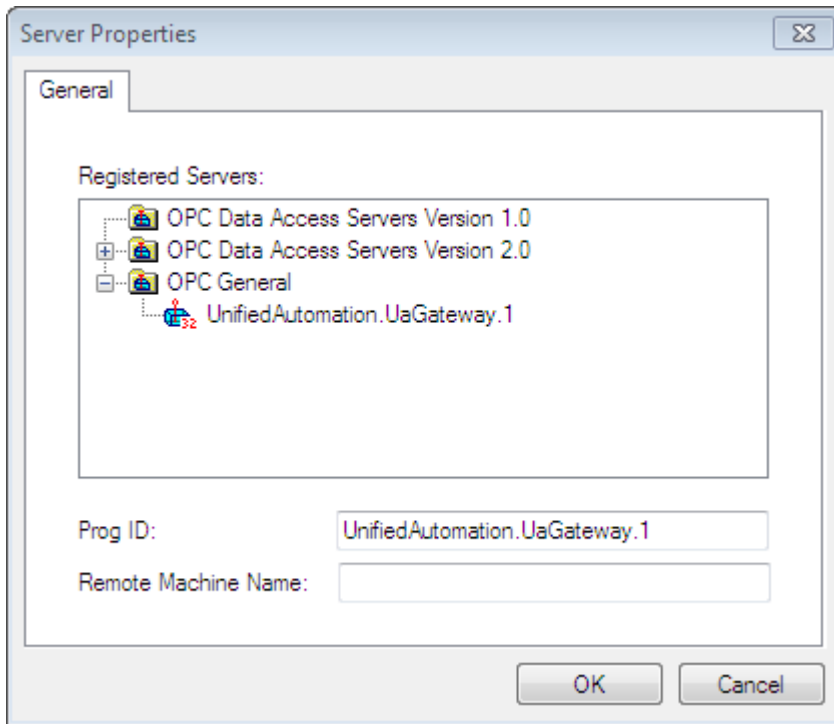 Server Properties
General
Registered Servers:
OPC Data Access Servers Version 1.0
OPC Data Access Servers Version 2.0
OPC General
32 UnifiedAutomation.UaGateway.1
Prog ID: UnifiedAutomation.UaGateway.1
Remote Machine Name:
OK Cancel